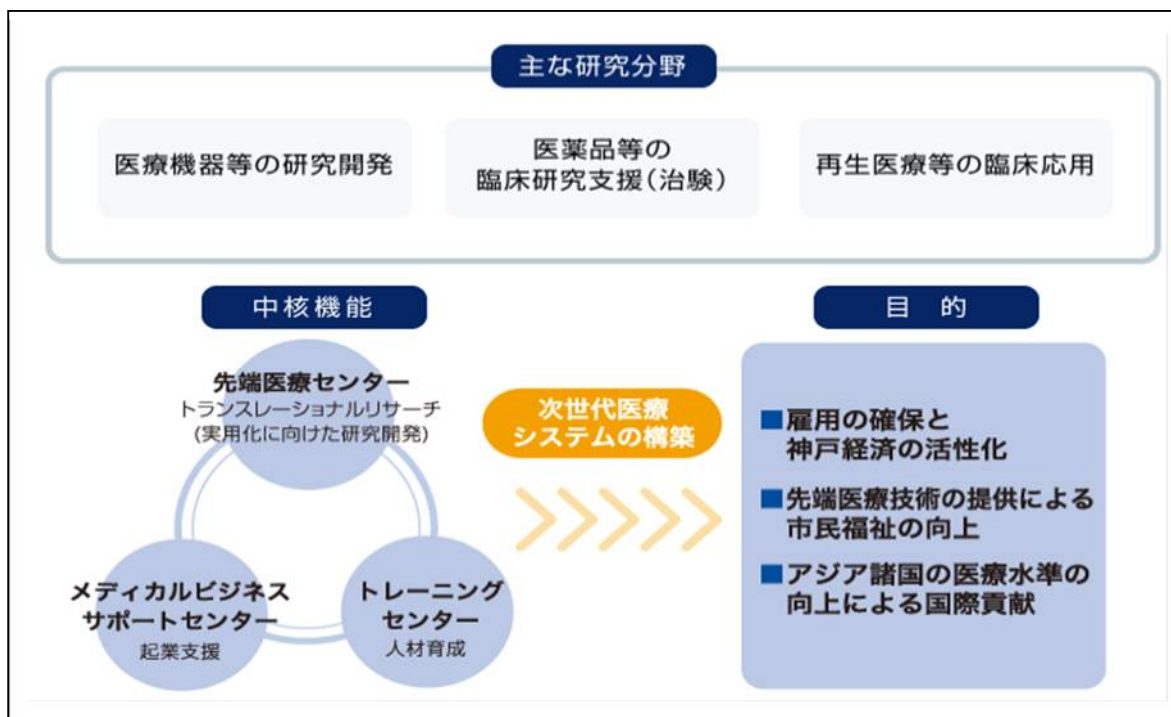 主な研究分野
医療機器等の研究開発
医薬品等の
臨床研究支援(治験)
再生医療等の臨床応用
中核機能
先端医療センター
トランスレーショナルリサーチ
(実用化に向けた研究開発)
メディカルビジネス
サポートセンター
起業支援
トレーニング
センター
人材育成
次世代医療
システムの構築
目 的
■雇用の確保と
神戸経済の活性化
■先端医療技術の提供による
市民福祉の向上
■アジア諸国の医療水準の
向上による国際貢献